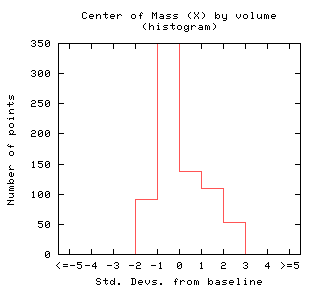 Center of Mass (X) by volume
(histogram)
350
300
250
200
150
100
50
0
Number of points
<=-5 -4 -3 -2 -1 0 1 2 3 4 >=5
Std. Devs. from baseline